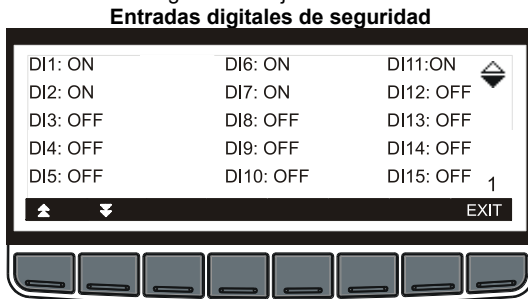 Entradas digitales de seguridad
DI1: ON DI6: ON DI11:ON
DI2: ON DI7: ON DI12: OFF
DI3: OFF DI8: OFF DI13: OFF
DI4: OFF DI9: OFF DI14: OFF
DI5: OFF DI10: OFF DI15: OFF
1
EXIT